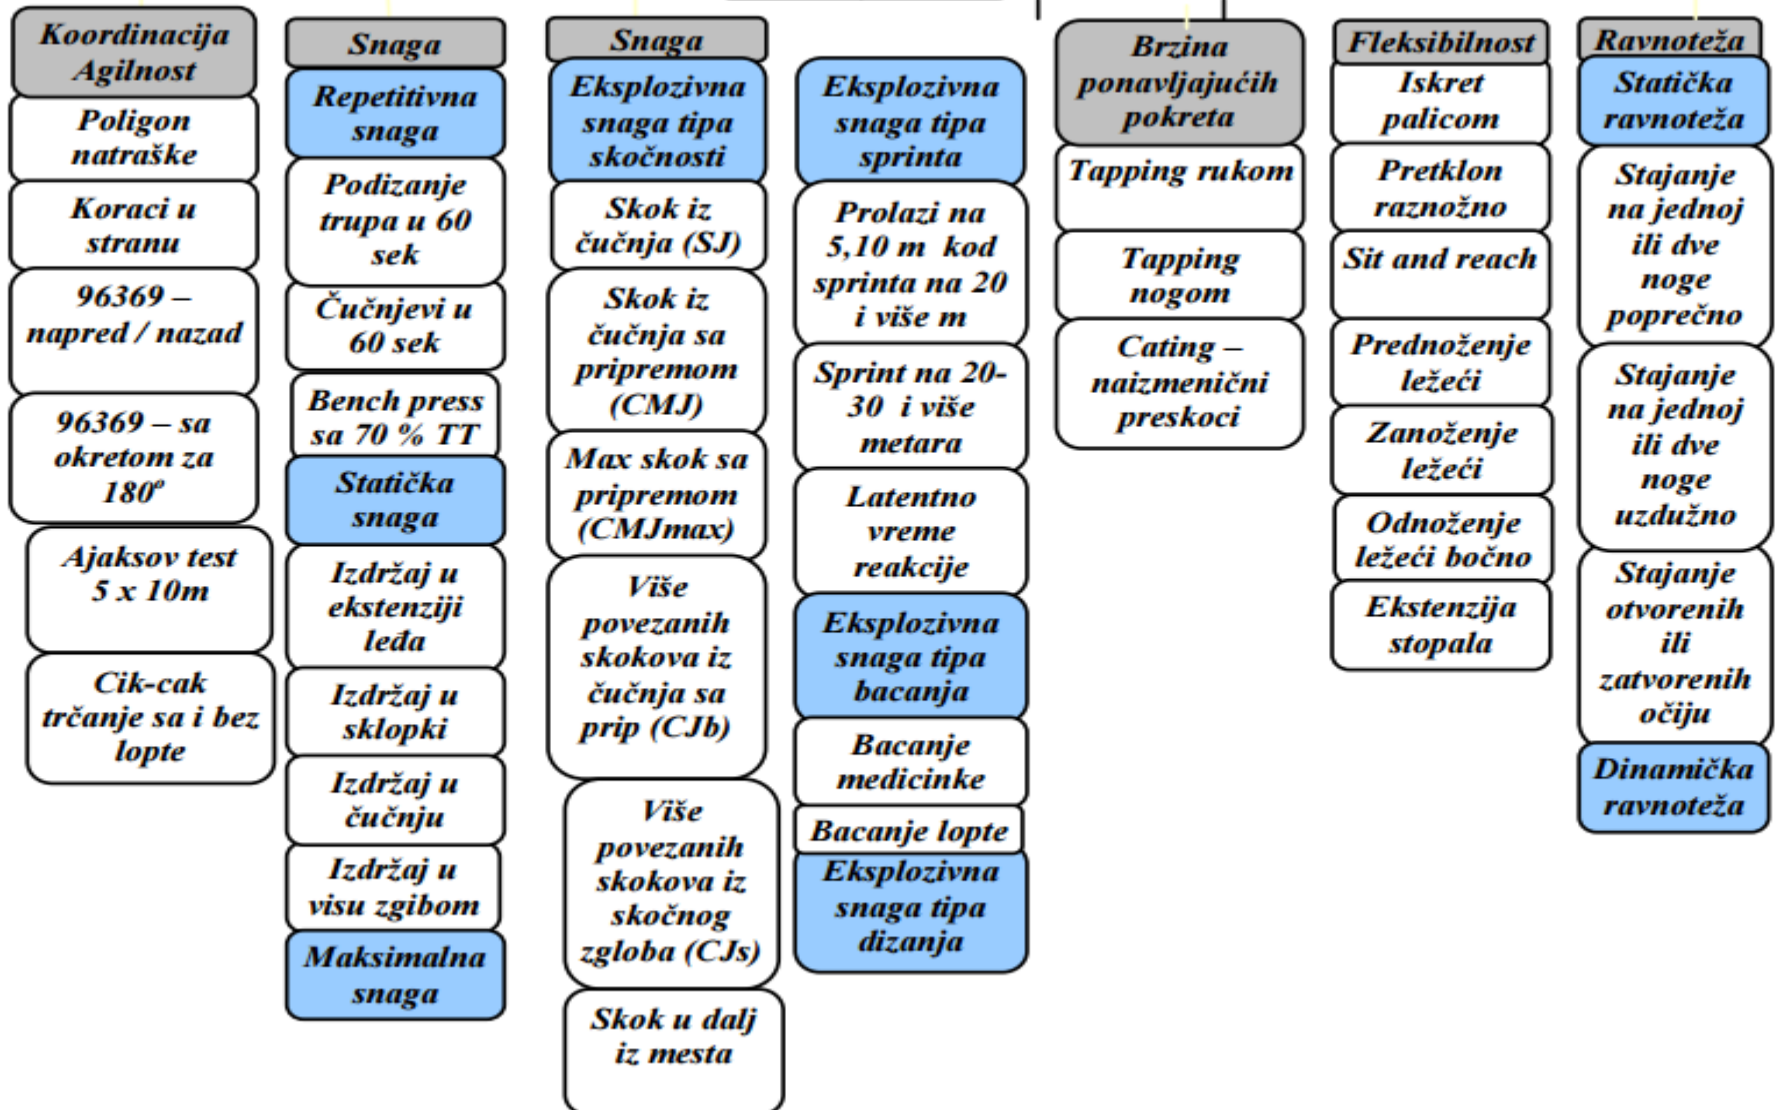 Koordinacija
Agilnost
Poligon
natraške
Koraci u
stranu
96369 –
napred / nazad
96369 – sa
okretom za
180º
Ajaksov test
5 x 10m
Cik-cak
trčanje sa i bez
lopte
Snaga
Repetitivna
snaga
Podizanje
trupa u 60
sek
Čučnjevi u
60 sek
Bench press
sa 70 % TT
Statička
snaga
Izdržaj u
ekstenziji
leđa
Izdržaj u
sklopki
Izdržaj u
čučnju
Izdržaj u
visu zgibom
Maksimalna
snaga
Snaga
Eksplozivna
snaga tipa
skočnosti
Skok iz
čučnja (SJ)
Skok iz
čučnja sa
pripremom
(CMJ)
Max skok sa
pripremom
(CMJmax)
Više
povezanih
skokova iz
čučnja sa
prip (CJb)
Više
povezanih
skokova iz
skočnog
zgloba (CJs)
Skok u dalj
iz mesta
Eksplozivna
snaga tipa
sprinta
Prolazi na
5,10 m kod
sprinta na 20
i više m
Sprint na 20-
30 i više
metara
Latentno
vreme
reakcije
Eksplozivna
snaga tipa
bacanja
Bacanje
medicinke
Bacanje lopte
Eksplozivna
snaga tipa
dizanja
Brzina
ponavljajućih
pokreta
Tapping rukom
Tapping
nogom
Cating –
naizmenični
preskoci
Fleksibilnost
Iskret
palicom
Pretklon
raznožno
Sit and reach
Prednoženje
ležeći
Zanoženje
ležeći
Odnoženje
ležeći bočno
Ekstenzija
stopala
Ravnoteža
Statička
ravnoteža
Stajanje
na jednoj
ili dve
noge
poprečno
Stajanje
na jednoj
ili dve
noge
uzdužno
Stajanje
otvorenih
ili
zatvorenih
očiju
Dinamička
ravnoteža